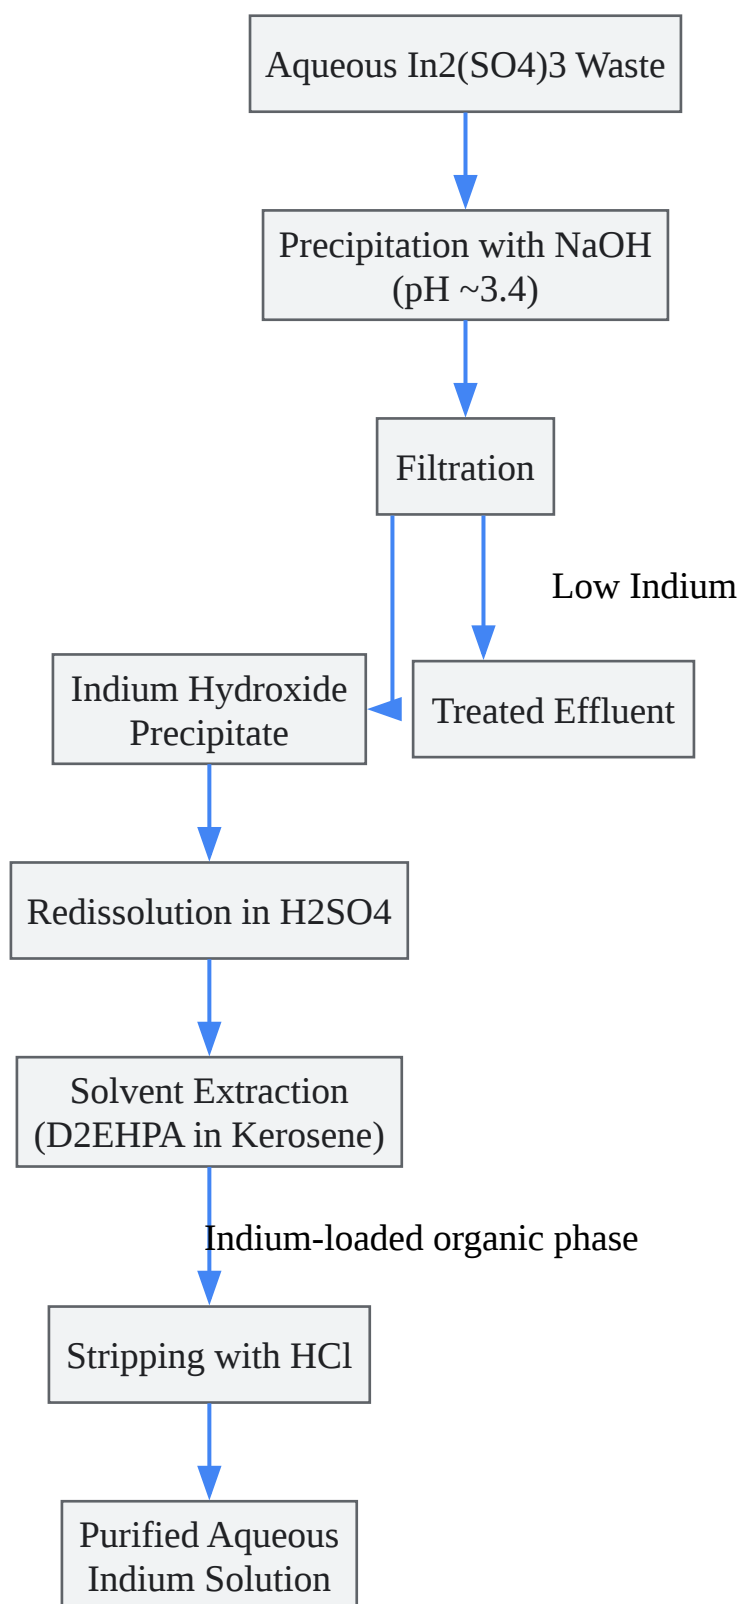 Aqueous In2(SO4)3 Waste
Precipitation with NaOH
(pH ~3.4)
Filtration
Low Indium
Indium Hydroxide
Precipitate
Treated Effluent
Redissolution in H2SO4
Solvent Extraction
(D2EHPA in Kerosene)
Indium-loaded organic phase
Stripping with HCl
Purified Aqueous
Indium Solution